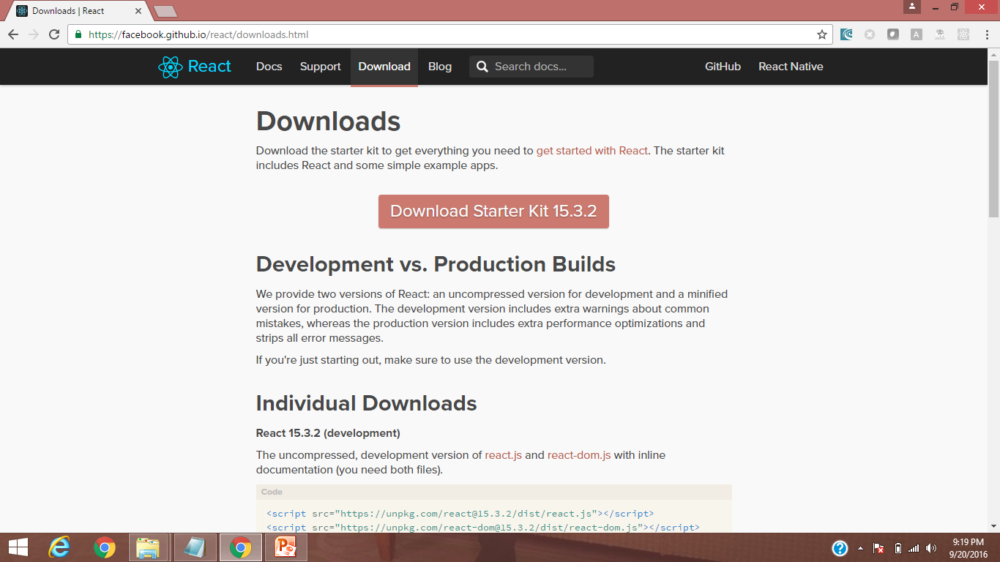 Downloads | React
https://facebook.github.io/react/downloads.html
React Docs Support Download Blog Search docs... GitHub React Native
Downloads
Download the starter kit to get everything you need to get started with React. The starter kit
includes React and some simple example apps.
Download Starter Kit 15.3.2
Development vs. Production Builds
We provide two versions of React: an uncompressed version for development and a minified
version for production. The development version includes extra warnings about common
mistakes, whereas the production version includes extra performance optimizations and
strips all error messages.
If you're just starting out, make sure to use the development version.
Individual Downloads
React 15.3.2 (development)
The uncompressed, development version of react.js and react-dom.js with inline
documentation (you need both files).
Code
<script src="https://unpkg.com/react@15.3.2/dist/react.js"></script>
<script src="https://unpkg.com/react-dom@15.3.2/dist/react-dom.js"></script>
9:19 PM
9/20/2016